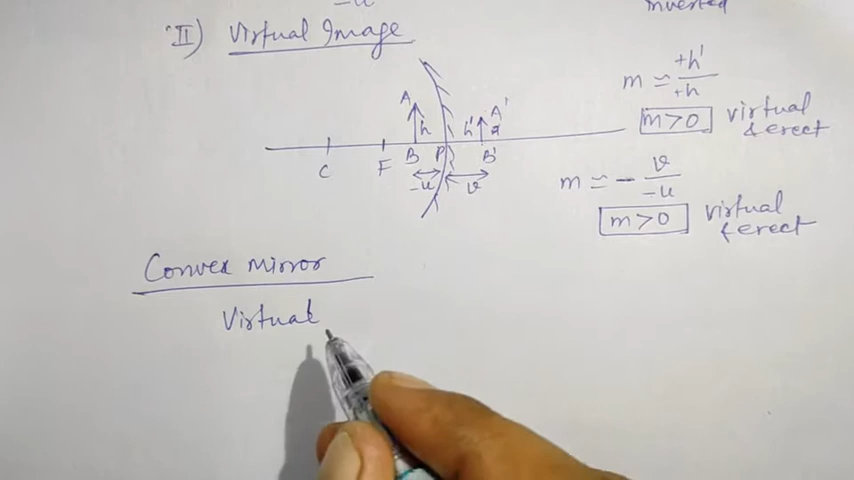 -u
inverted
II) Virtual Image
m = +h'/+h
m>0 virtual & erect
A h A' h'
C F B P B'
-u v
m = - v/-u
m>0 virtual & erect
Convex Mirror
Virtual